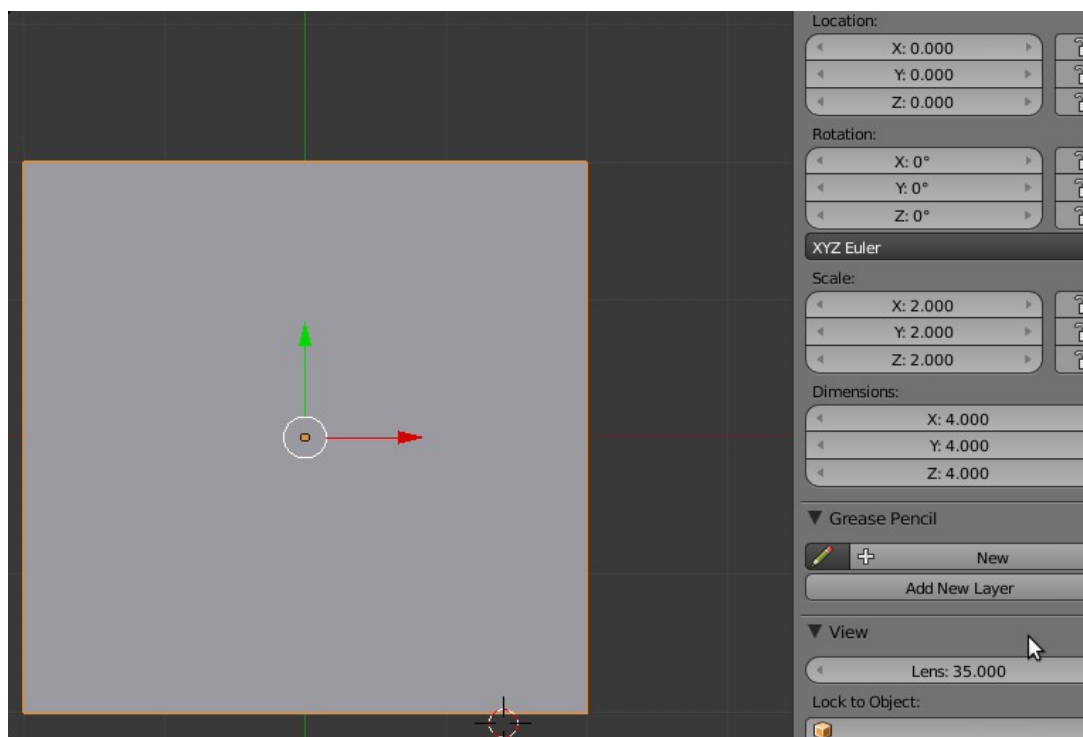 Location:
X: 0.000
Y: 0.000
Z: 0.000
Rotation:
X: 0°
Y: 0°
Z: 0°
XYZ Euler
Scale:
X: 2.000
Y: 2.000
Z: 2.000
Dimensions:
X: 4.000
Y: 4.000
Z: 4.000
Grease Pencil
New
Add New Layer
View
Lens: 35.000
Lock to Object: